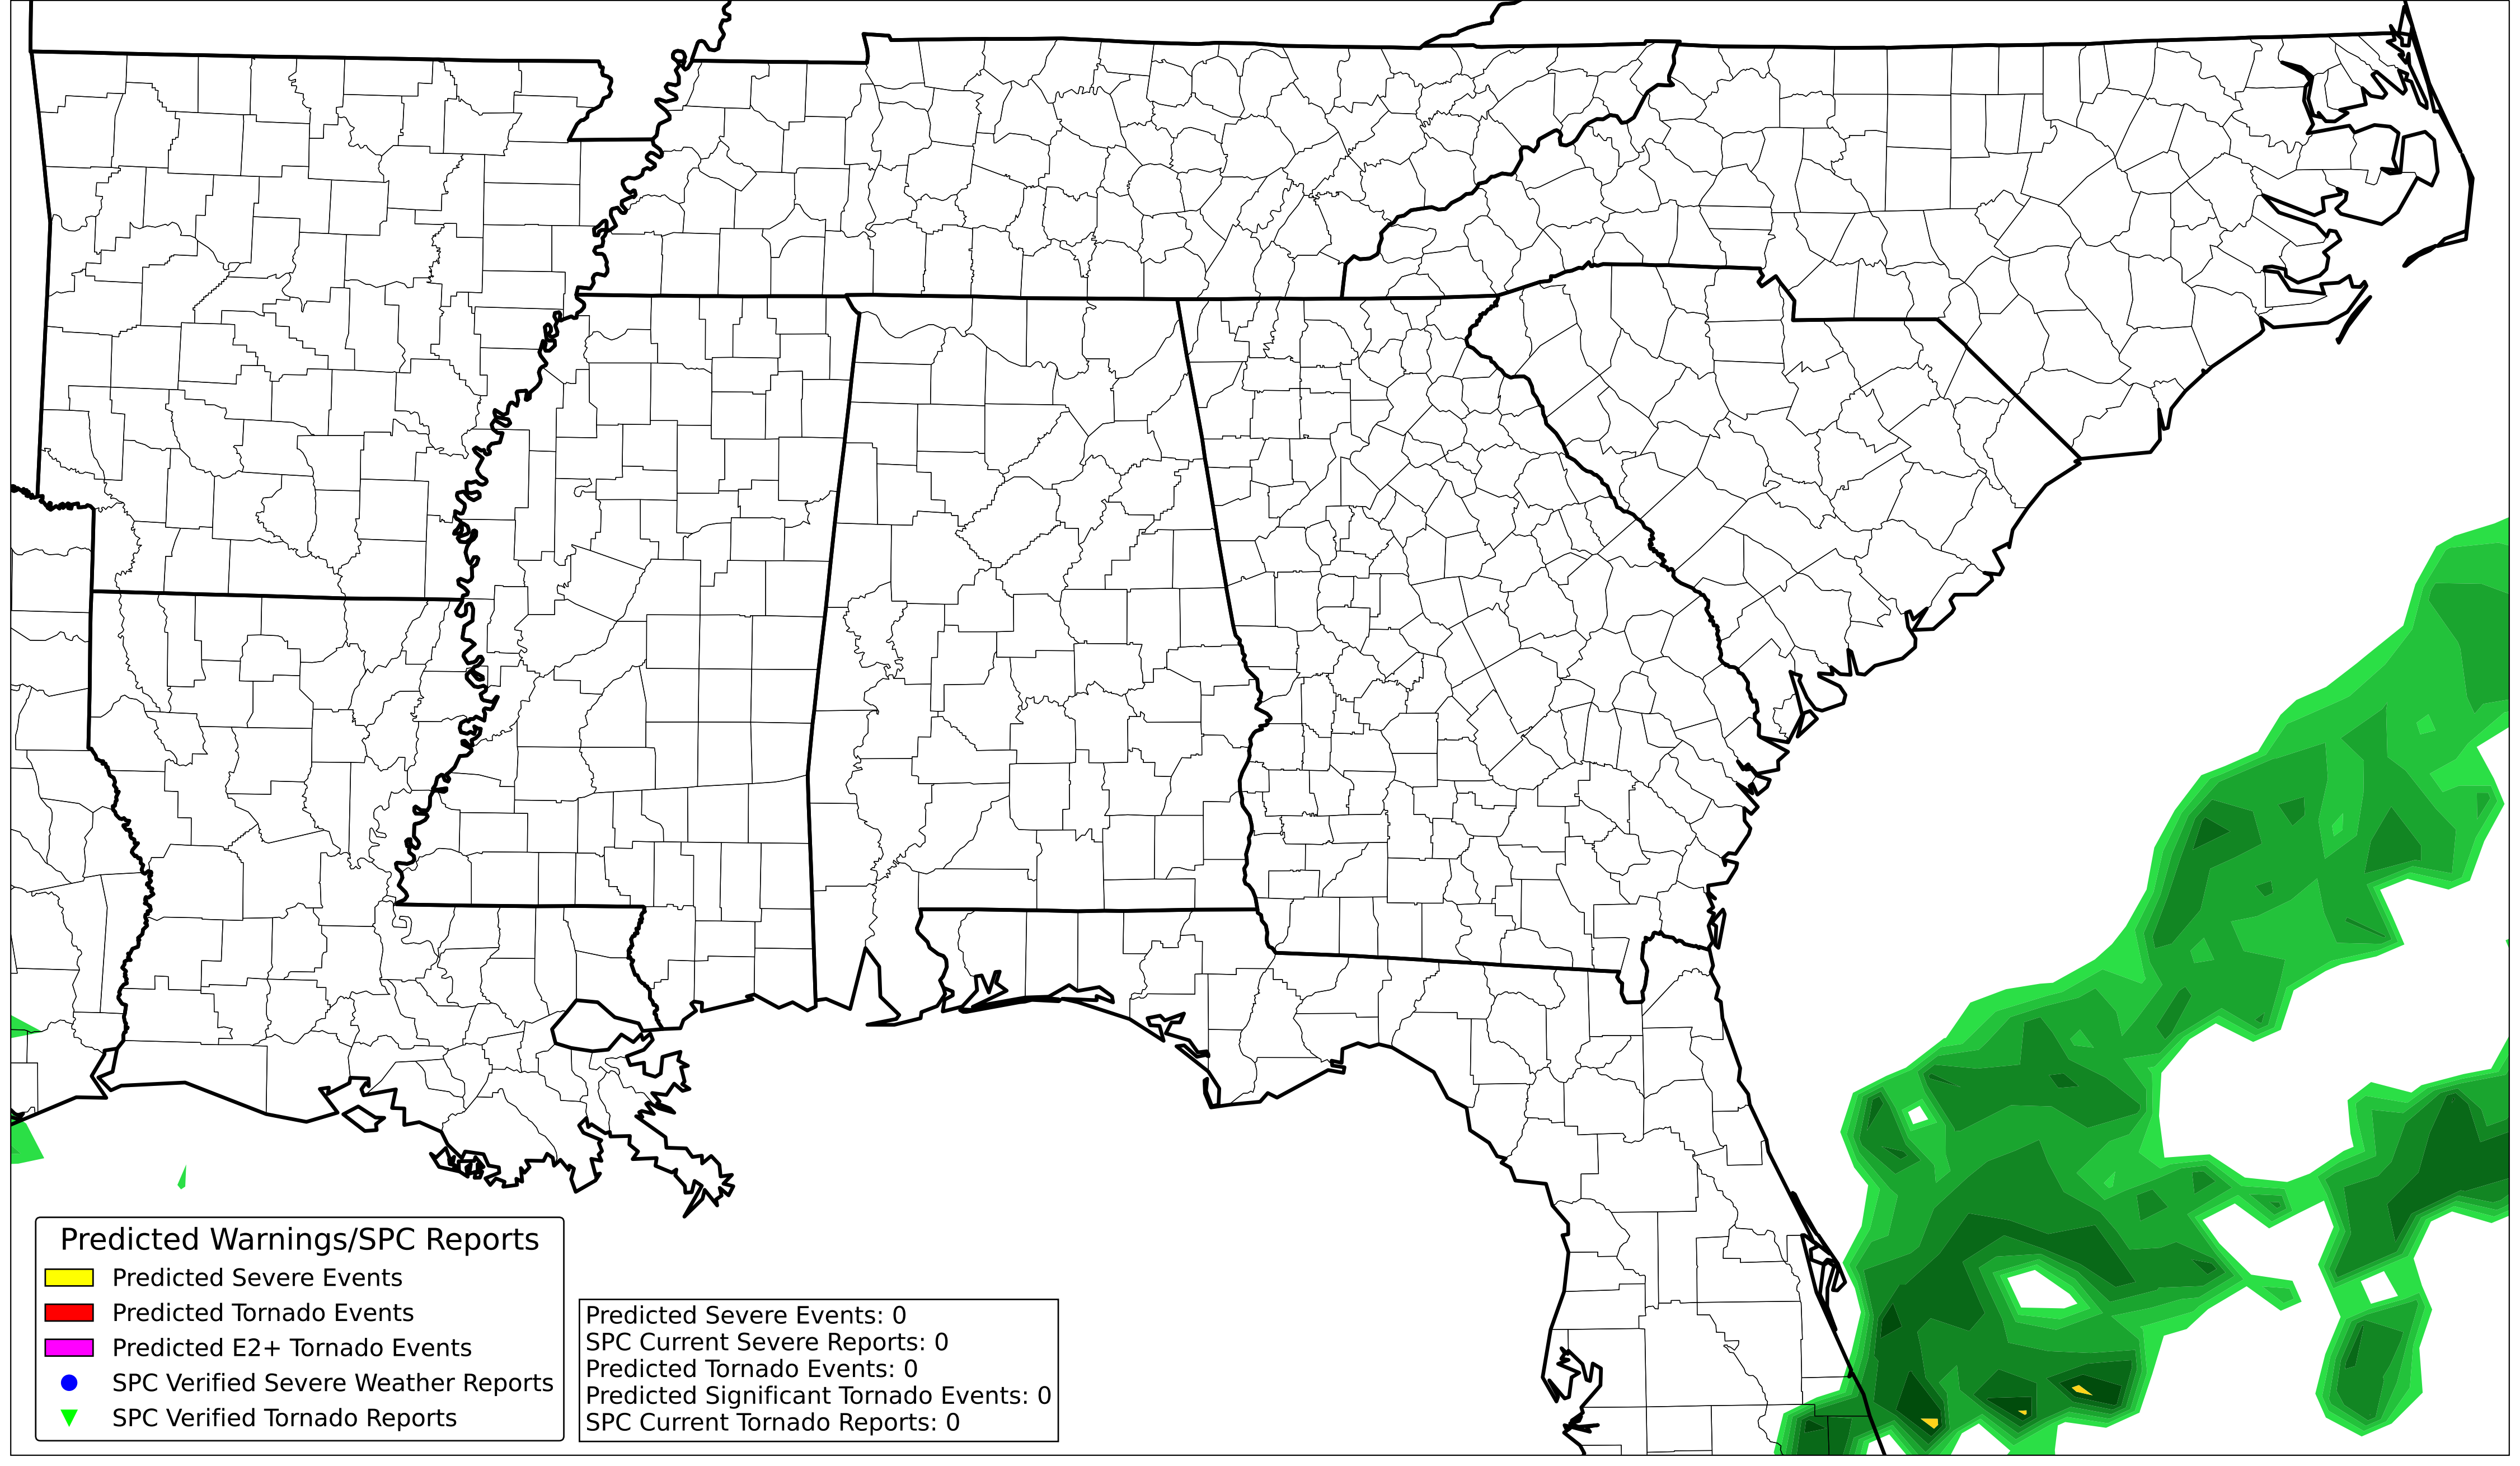 Predicted Warnings/SPC Reports
Predicted Severe Events
Predicted Tornado Events
Predicted E2+ Tornado Events
SPC Verified Severe Weather Reports
SPC Verified Tornado Reports
Predicted Severe Events: 0
SPC Current Severe Reports: 0
Predicted Tornado Events: 0
Predicted Significant Tornado Events: 0
SPC Current Tornado Reports: 0